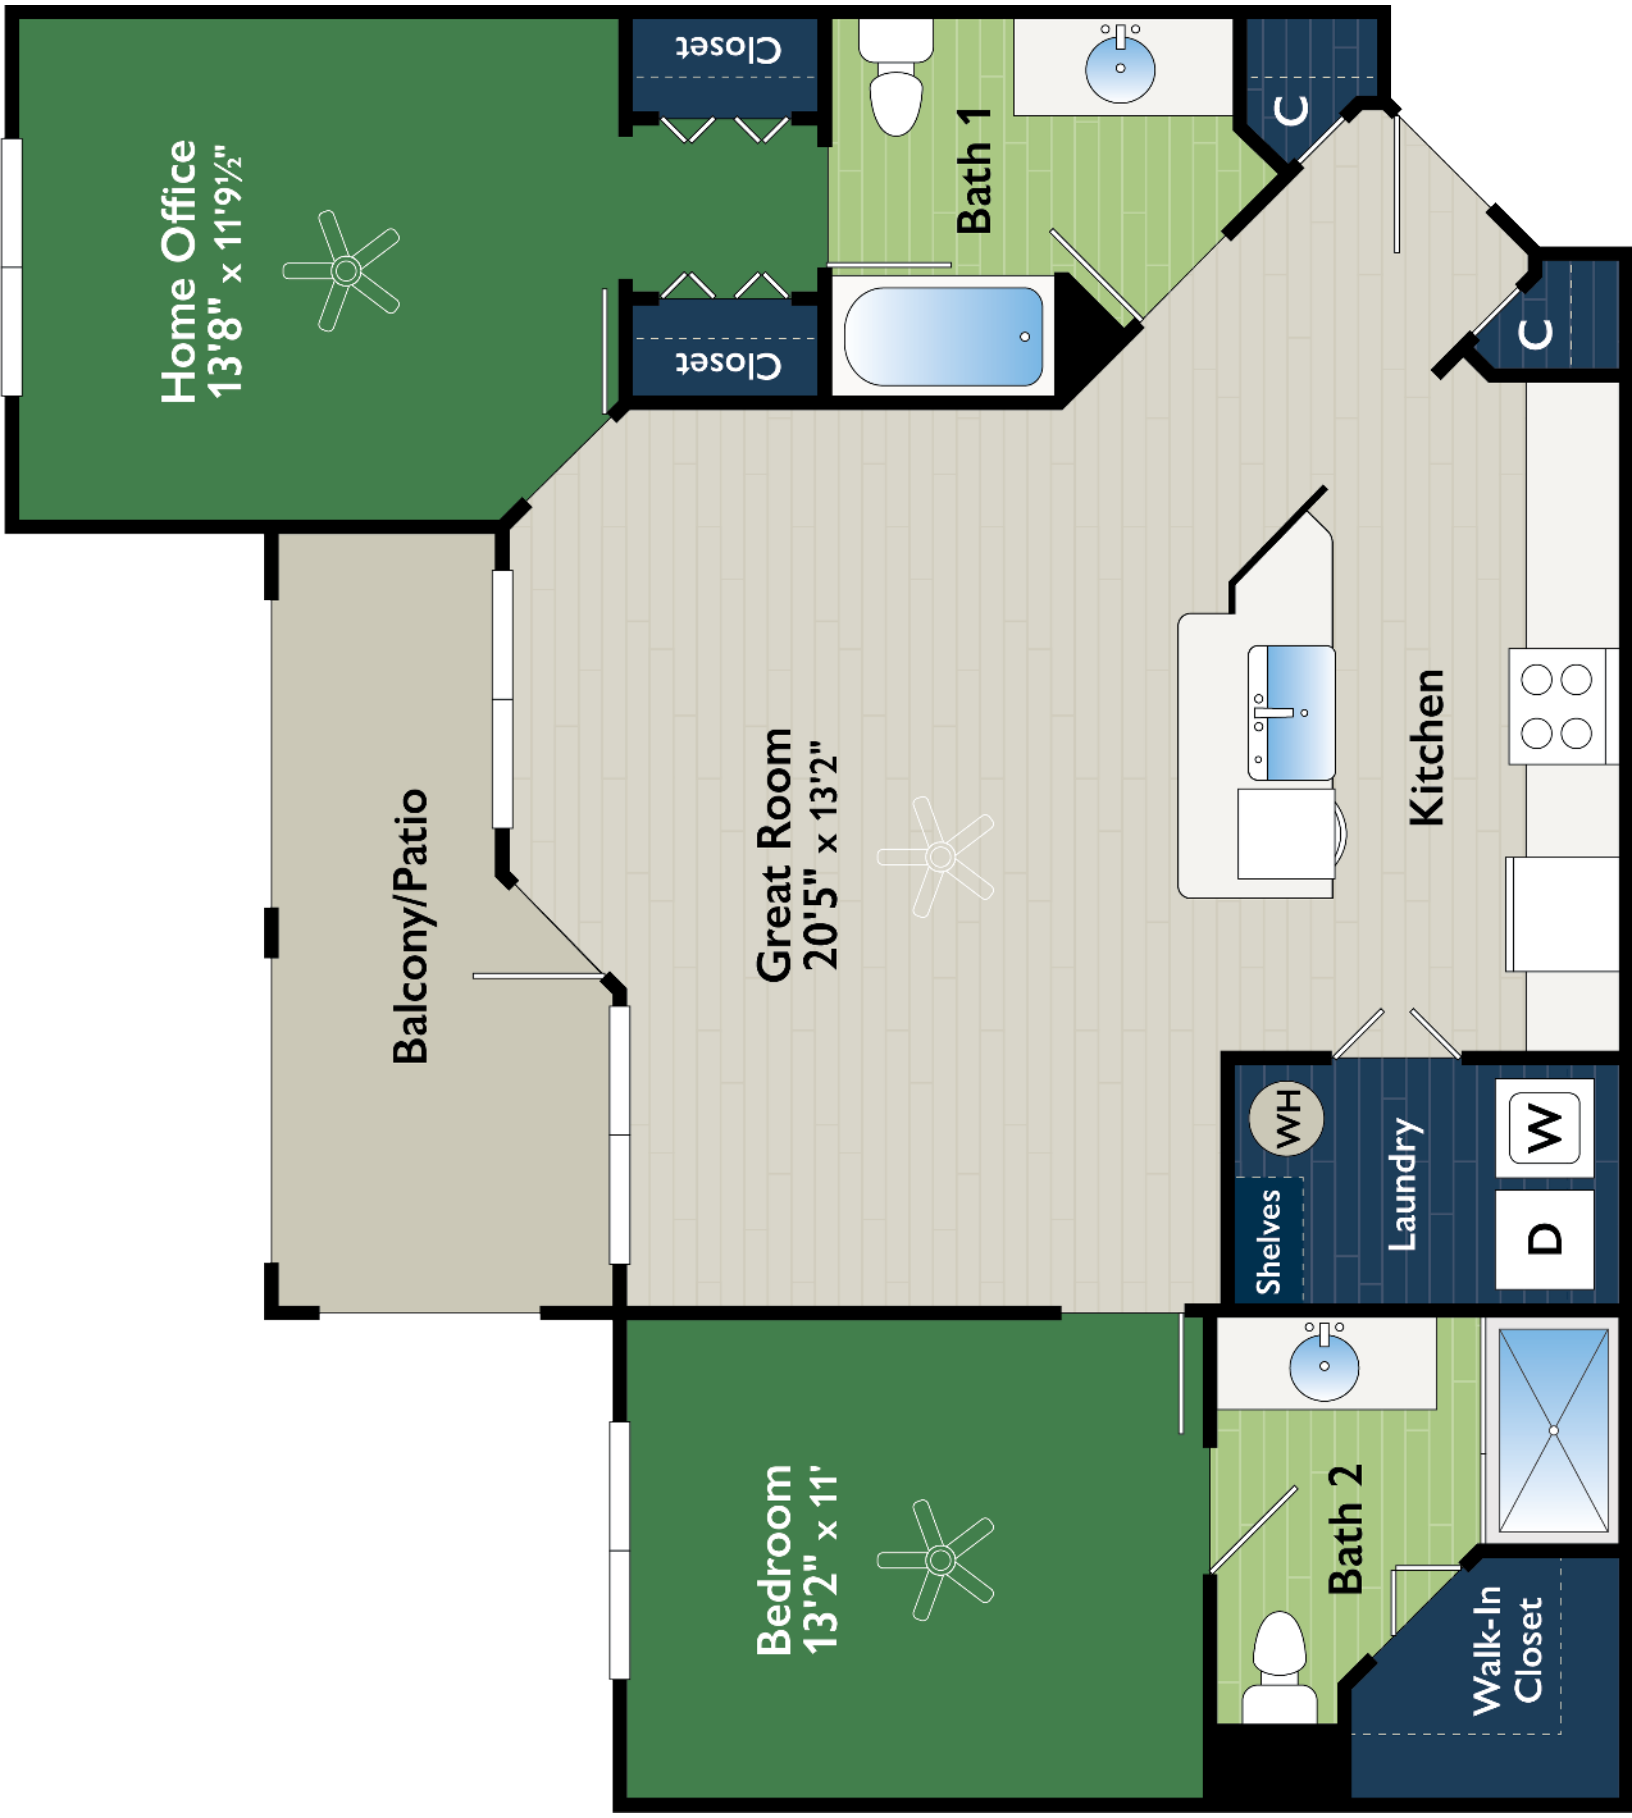 Closet
C
Home Office
13'8" x 11'9½"
Bath 1
Closet
C
Great Room
20'5" x 13'2"
Kitchen
Balcony/Patio
WH
Shelves
Laundry
W
D
Bedroom
13'2" x 11'
Bath 2
Walk-In
Closet